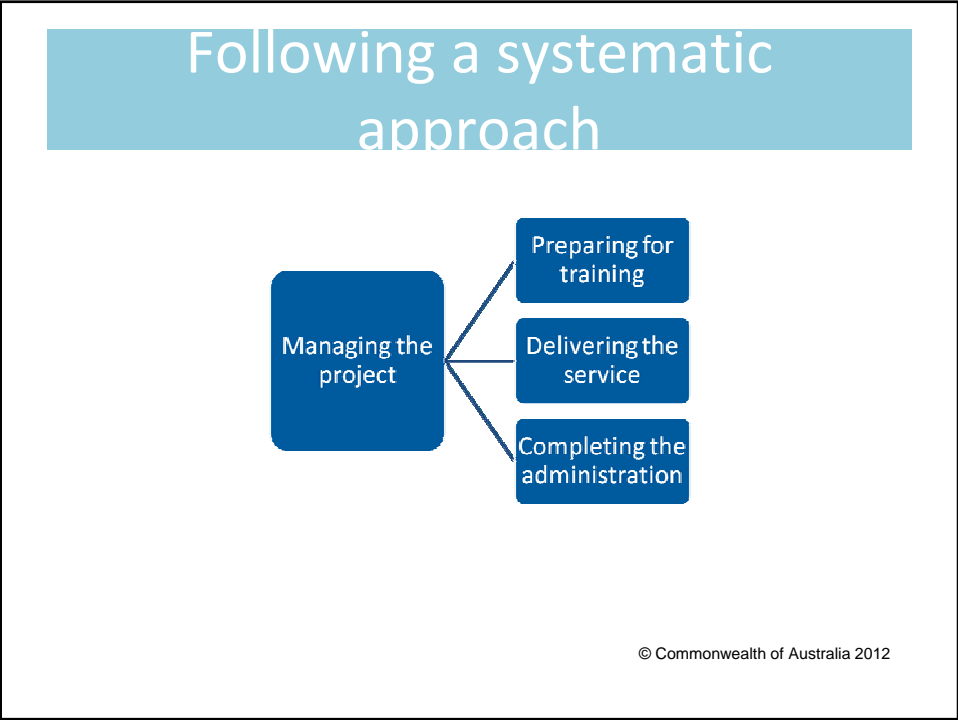 Following a systematic
approach
Preparing for
training
Managing the
project
Delivering the
service
Completing the
administration
© Commonwealth of Australia 2012